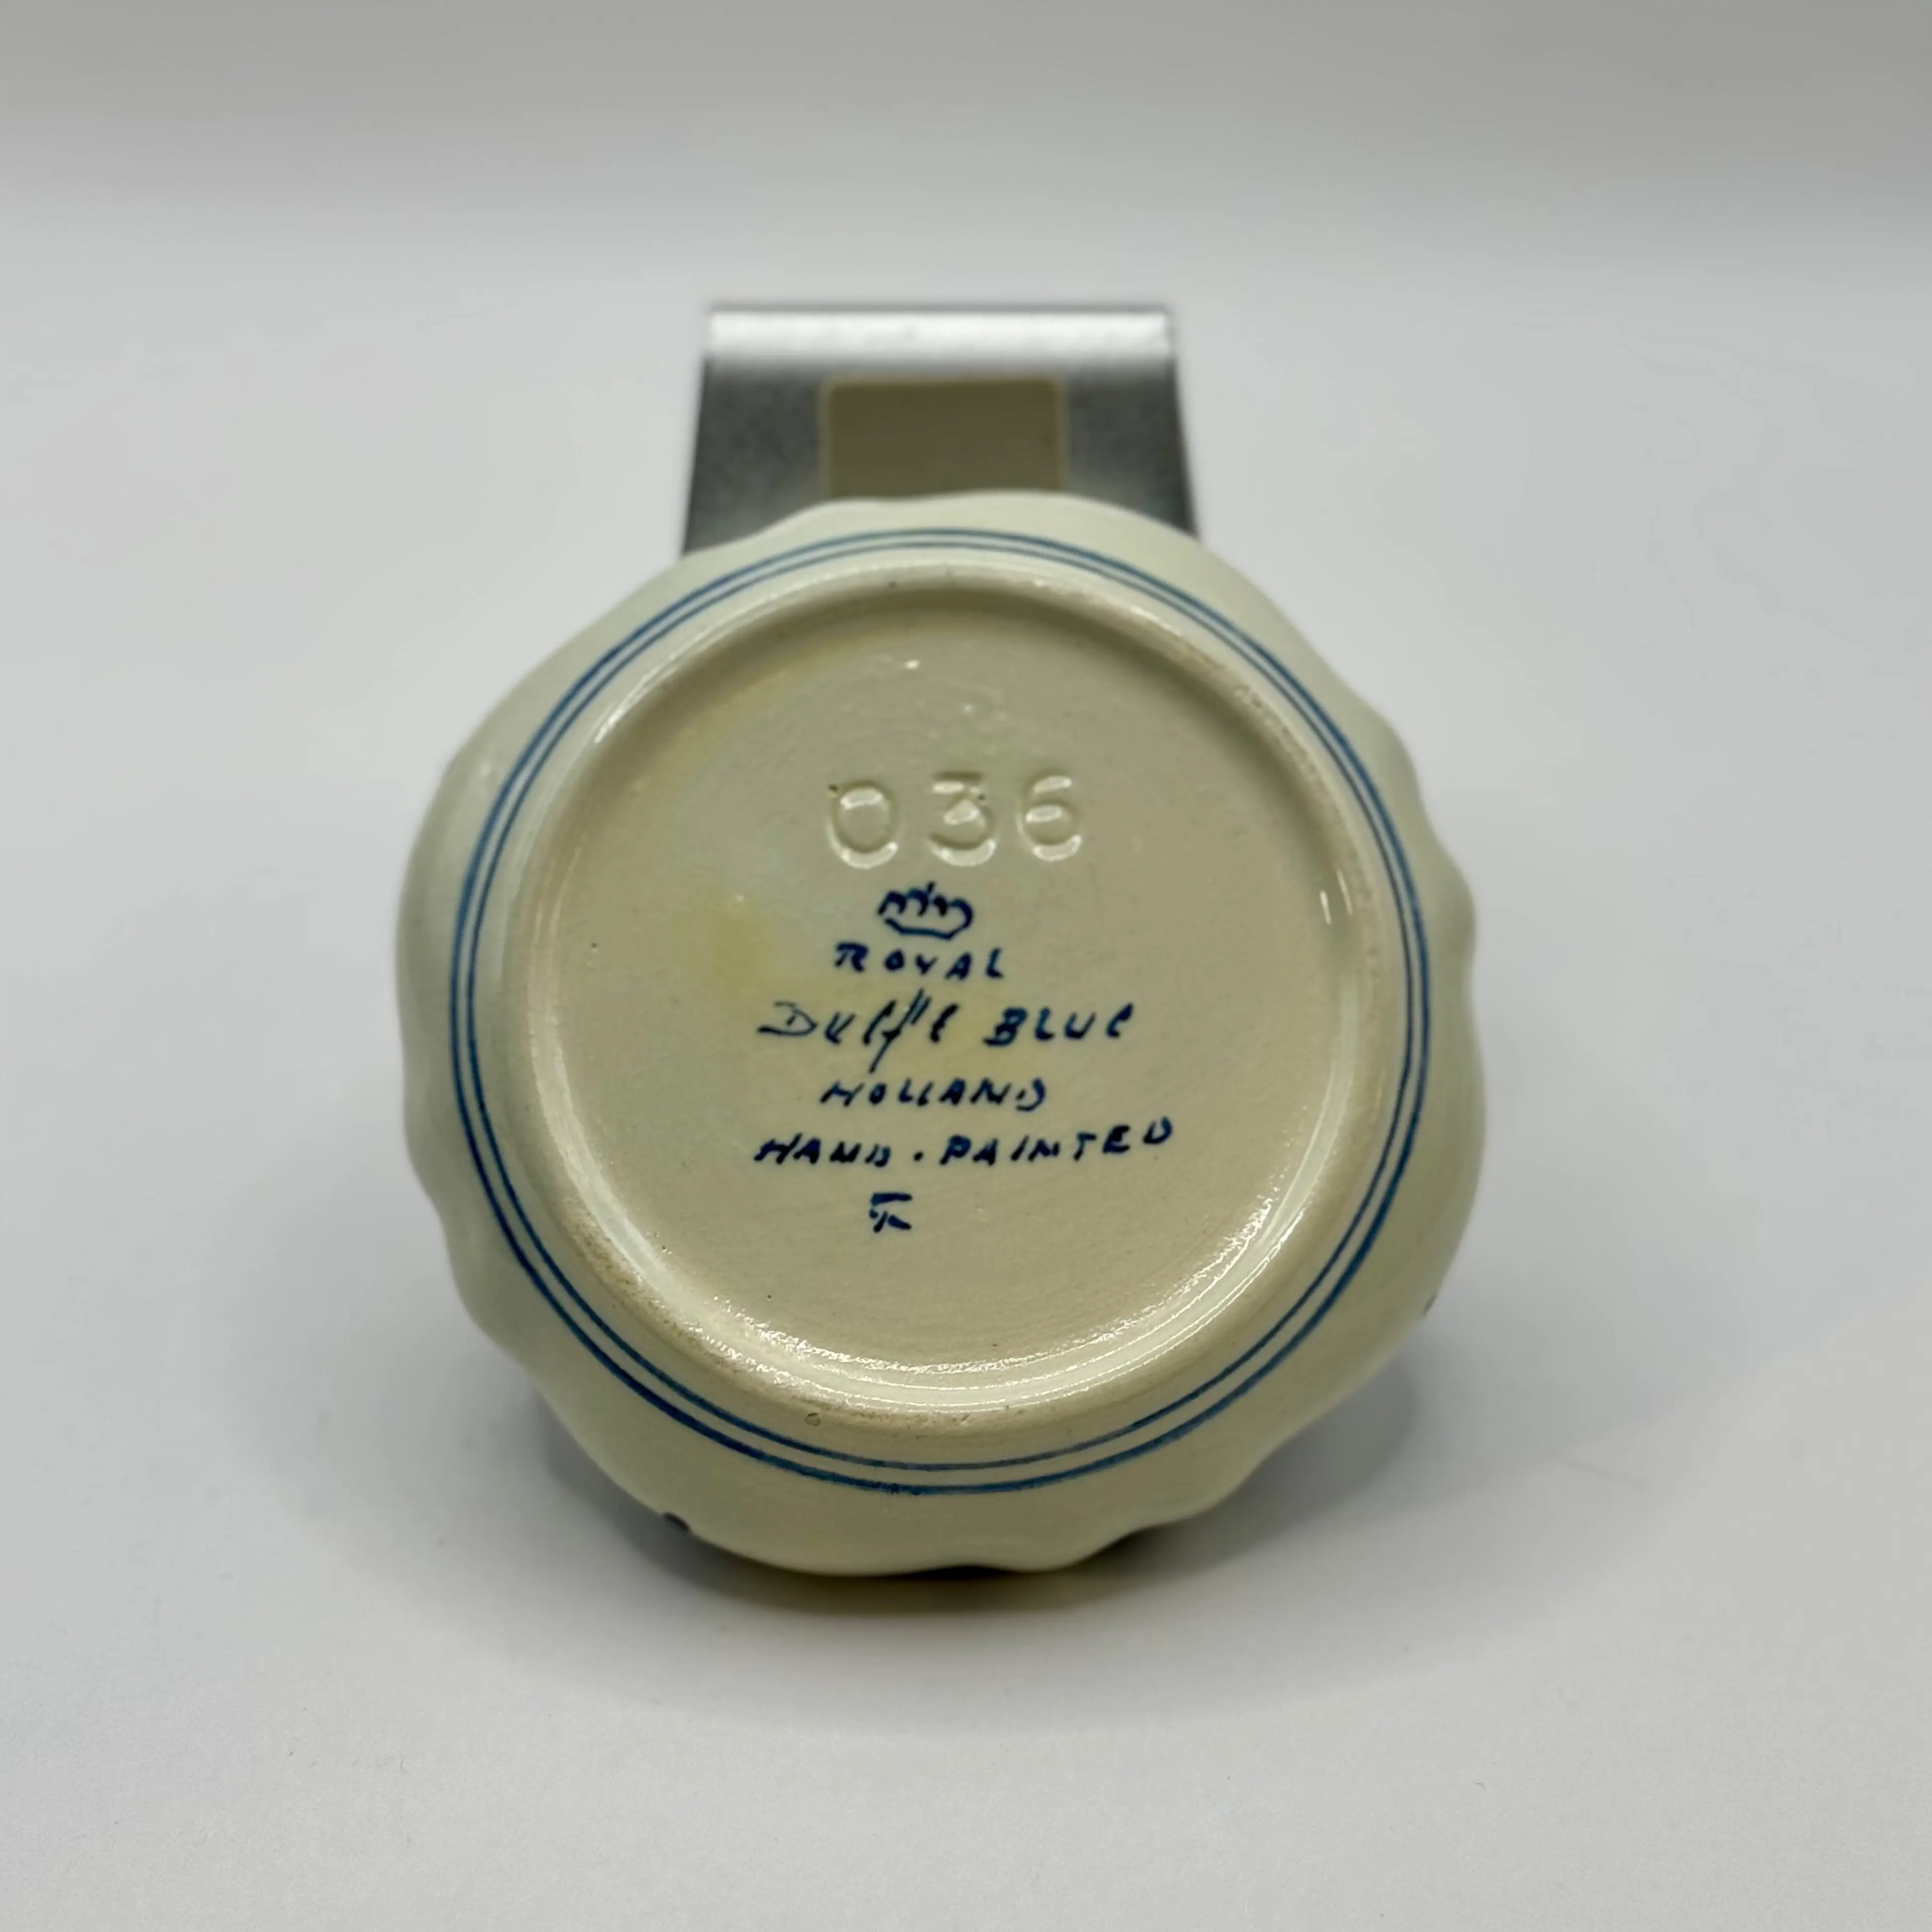 036
ROYAL
Delft BLUE
HOLLAND
HAND.PAINTED